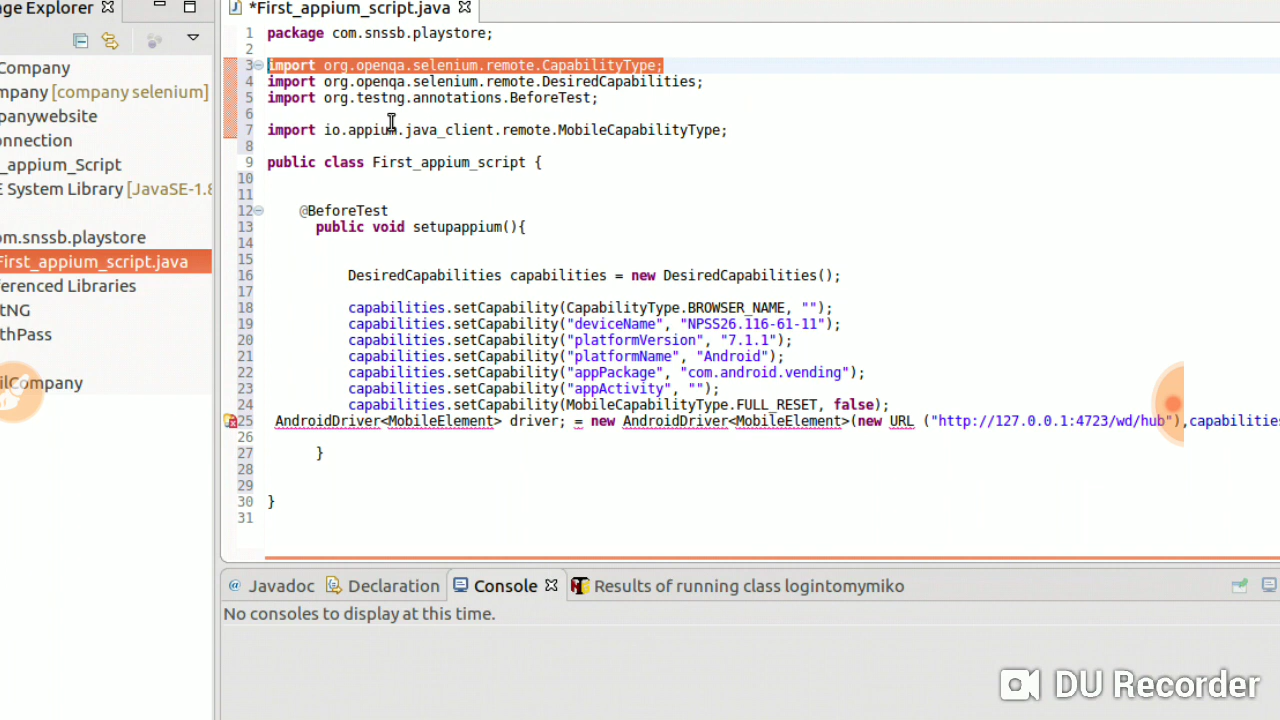 ge Explorer
*First_appium_script.java
Company
mpany [company selenium]
panywebsite
onnection
_appium_Script
E System Library [JavaSE-1.8
om.snssb.playstore
First_appium_script.java
ferenced Libraries
tNG
thPass
ilCompany
1 package com.snssb.playstore;
2
3 import org.openqa.selenium.remote.CapabilityType;
4 import org.openqa.selenium.remote.DesiredCapabilities;
5 import org.testng.annotations.BeforeTest;
6
7 import io.appium.java_client.remote.MobileCapabilityType;
8
9 public class First_appium_script {
10
11
12 @BeforeTest
13 public void setupappium(){
14
15
16 DesiredCapabilities capabilities = new DesiredCapabilities();
17
18 capabilities.setCapability(CapabilityType.BROWSER_NAME, "");
19 capabilities.setCapability("deviceName", "NPSS26.116-61-11");
20 capabilities.setCapability("platformVersion", "7.1.1");
21 capabilities.setCapability("platformName", "Android");
22 capabilities.setCapability("appPackage", "com.android.vending");
23 capabilities.setCapability("appActivity", "");
24 capabilities.setCapability(MobileCapabilityType.FULL_RESET, false);
25 AndroidDriver<MobileElement> driver; = new AndroidDriver<MobileElement>(new URL ("http://127.0.0.1:4723/wd/hub"),capabilities
26
27 }
28
29
30 }
31
@ Javadoc Declaration Console Results of running class logintomymiko
No consoles to display at this time.
DU Recorder